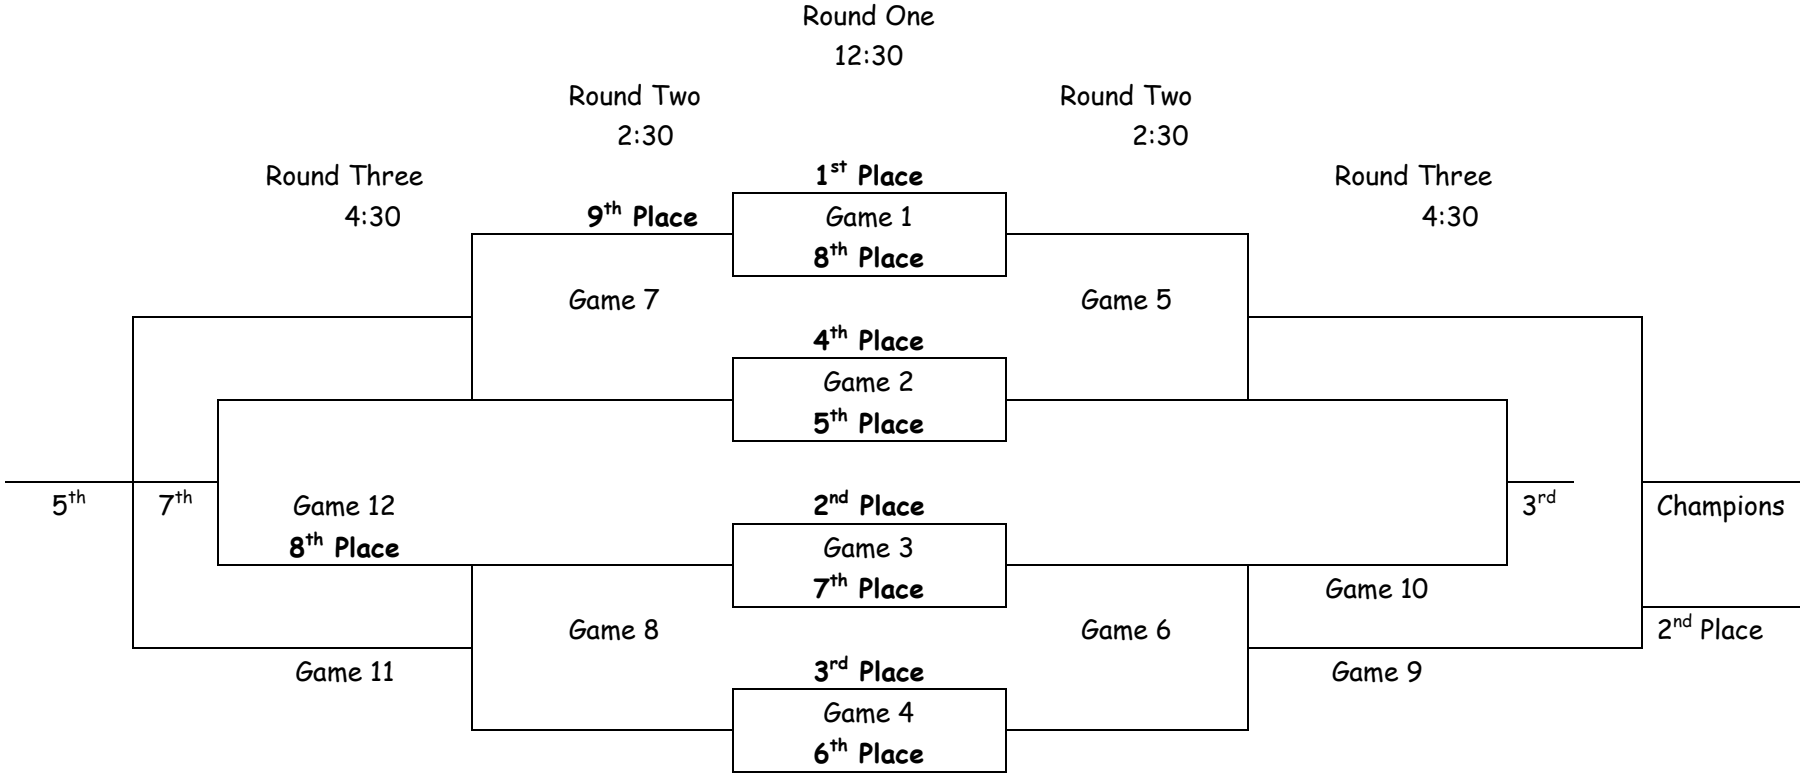 Round One
12:30
Round Two
Round Two
2:30
2:30
Round Three
1st Place
Round Three
4:30
9th Place
Game 1
4:30
8th Place
Game 7
Game 5
4th Place
Game 2
5th Place
5th
7th
Game 12
2nd Place
3rd
Champions
8th Place
Game 3
7th Place
Game 10
Game 8
Game 6
2nd Place
Game 11
3rd Place
Game 9
Game 4
6th Place